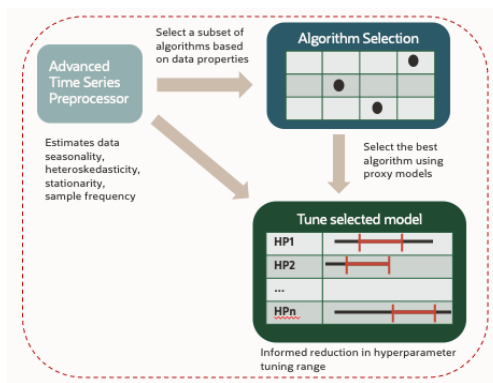 Select a subset of
algorithms based
on data properties
Algorithm Selection
Advanced
Time Series
Preprocessor
Estimates data
seasonality,
heteroskedasticity,
stationarity,
sample frequency
Select the best
algorithm using
proxy models
Tune selected model
HP1
HP2
...
HPn
Informed reduction in hyperparameter
tuning range